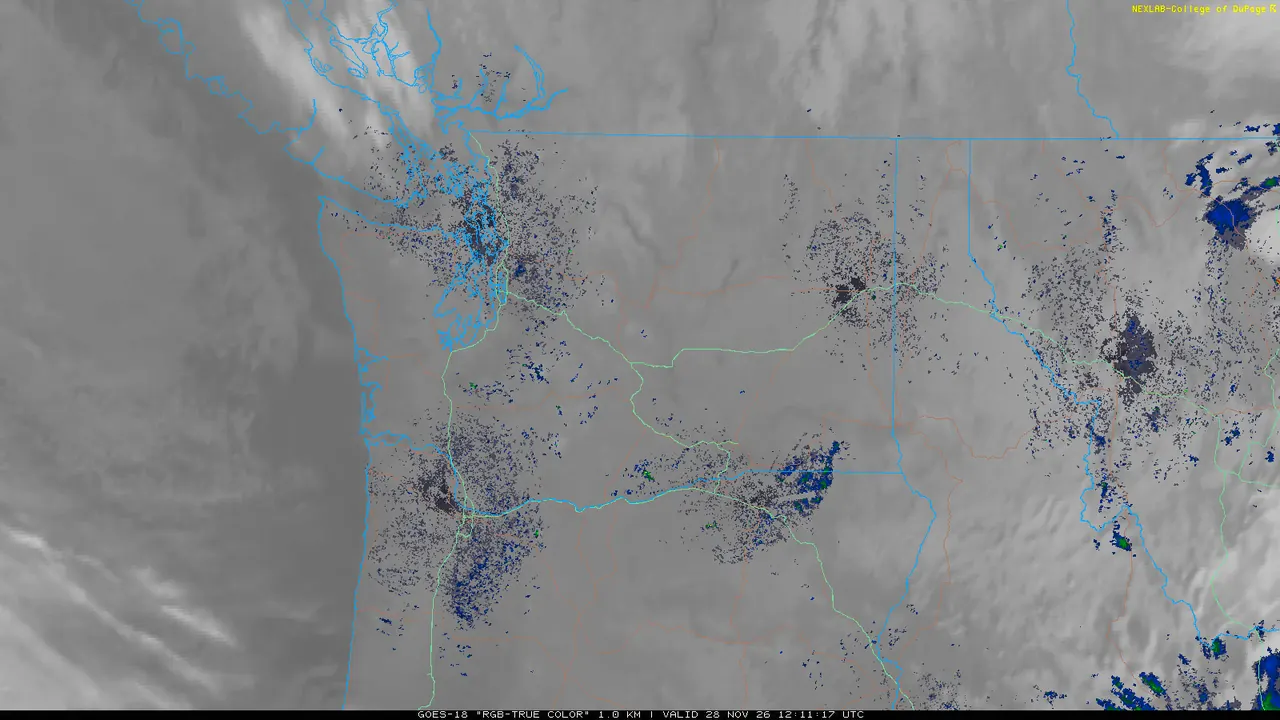 NEXLAB-College of DuPage
GOES-18 "RGB-TRUE COLOR" 1.0 KM | VALID 28 NOV 26 12:11:17 UTC